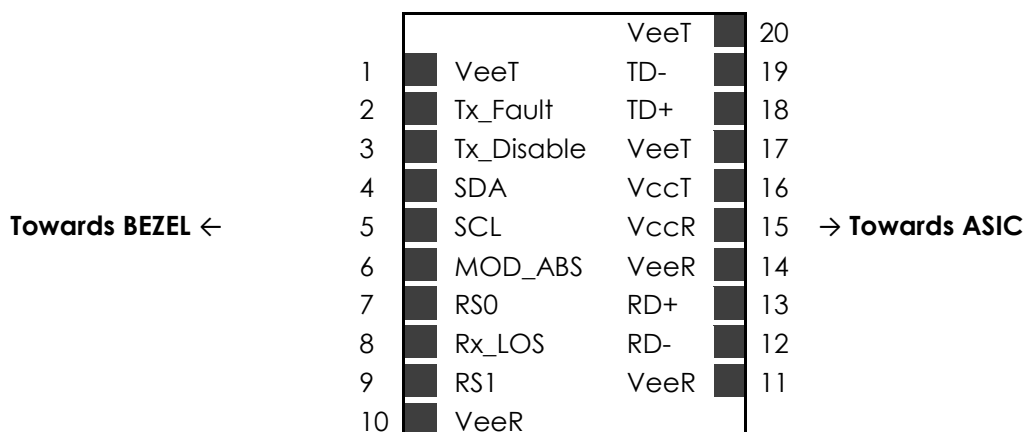 VeeT 20
1 VeeT TD- 19
2 Tx_Fault TD+ 18
3 Tx_Disable VeeT 17
4 SDA VccT 16
Towards BEZEL ← 5 SCL VccR 15 → Towards ASIC
6 MOD_ABS VeeR 14
7 RS0 RD+ 13
8 Rx_LOS RD- 12
9 RS1 VeeR 11
10 VeeR